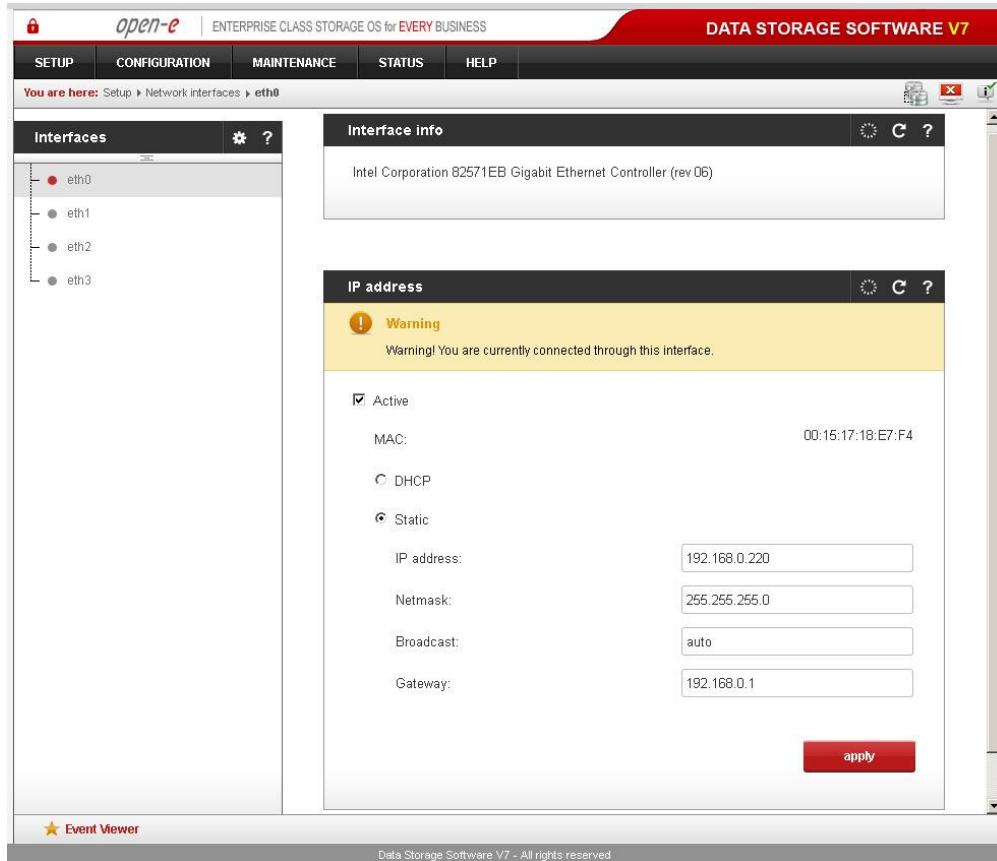 open-e ENTERPRISE CLASS STORAGE OS for EVERY BUSINESS DATA STORAGE SOFTWARE V7
SETUP CONFIGURATION MAINTENANCE STATUS HELP
You are here: Setup ▸ Network interfaces ▸ eth0
Interfaces ?
eth0
eth1
eth2
eth3
Interface info ?
Intel Corporation 82571EB Gigabit Ethernet Controller (rev 06)
IP address ?
Warning
Warning! You are currently connected through this interface.
Active
MAC: 00:15:17:18:E7:F4
DHCP
Static
IP address: 192.168.0.220
Netmask: 255.255.255.0
Broadcast: auto
Gateway: 192.168.0.1
apply
Event Viewer
Data Storage Software V7 - All rights reserved